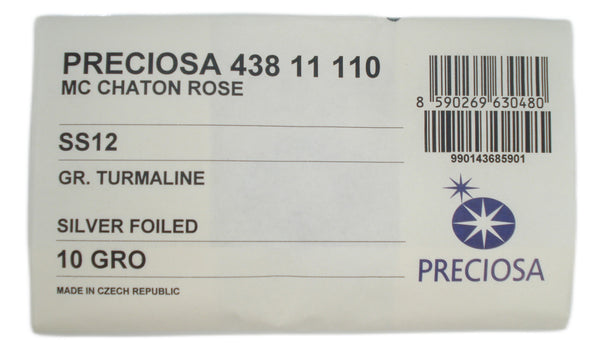 PRECIOSA 438 11 110
MC CHATON ROSE
SS12
GR. TURMALINE
SILVER FOILED
10 GRO
MADE IN CZECH REPUBLIC
8 590269 630480
990143685901
PRECIOSA